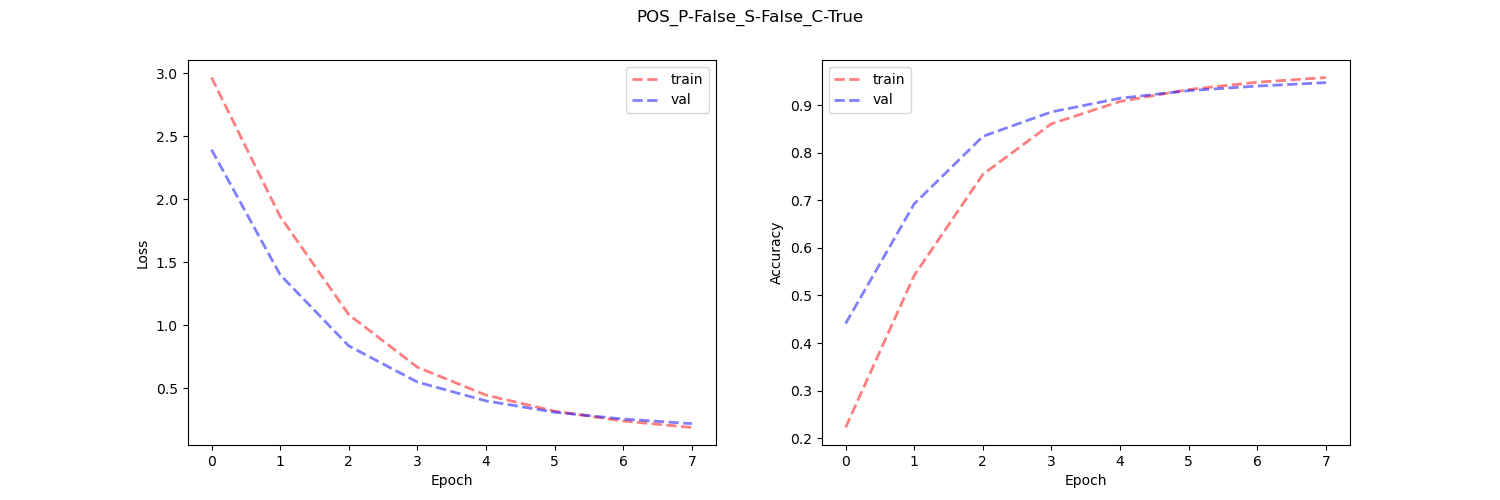 POS_P-False_S-False_C-True
train
val
3.0
2.5
2.0
1.5
1.0
0.5
Loss
0 1 2 3 4 5 6 7
Epoch
train
val
0.9
0.8
0.7
0.6
0.5
0.4
0.3
0.2
Accuracy
0 1 2 3 4 5 6 7
Epoch